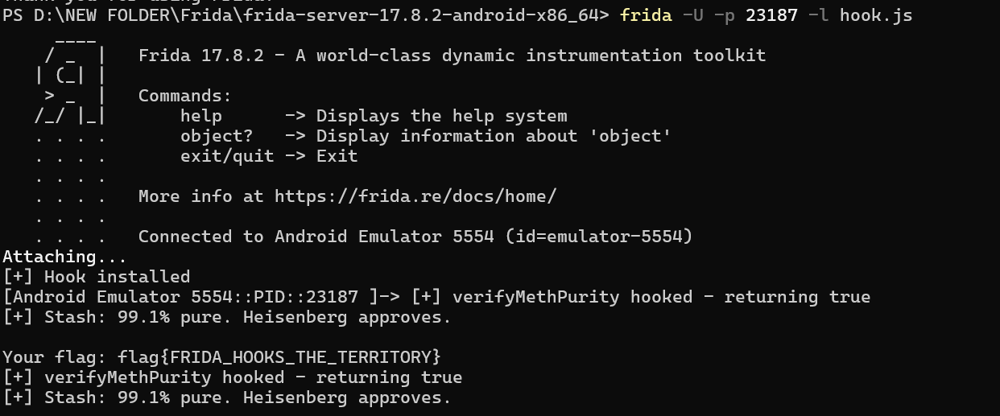 PS D:\NEW FOLDER\Frida\frida-server-17.8.2-android-x86_64> frida -U -p 23187 -l hook.js
     ____
    / _  |   Frida 17.8.2 - A world-class dynamic instrumentation toolkit
   | (_| |
    > _  |   Commands:
   /_/ |_|       help      -> Displays the help system
   . . . .       object?   -> Display information about 'object'
   . . . .       exit/quit -> Exit
   . . . .
   . . . .   More info at https://frida.re/docs/home/
   . . . .
   . . . .   Connected to Android Emulator 5554 (id=emulator-5554)
Attaching...
[+] Hook installed
[Android Emulator 5554::PID::23187 ]-> [+] verifyMethPurity hooked - returning true
[+] Stash: 99.1% pure. Heisenberg approves.

Your flag: flag{FRIDA_HOOKS_THE_TERRITORY}
[+] verifyMethPurity hooked - returning true
[+] Stash: 99.1% pure. Heisenberg approves.